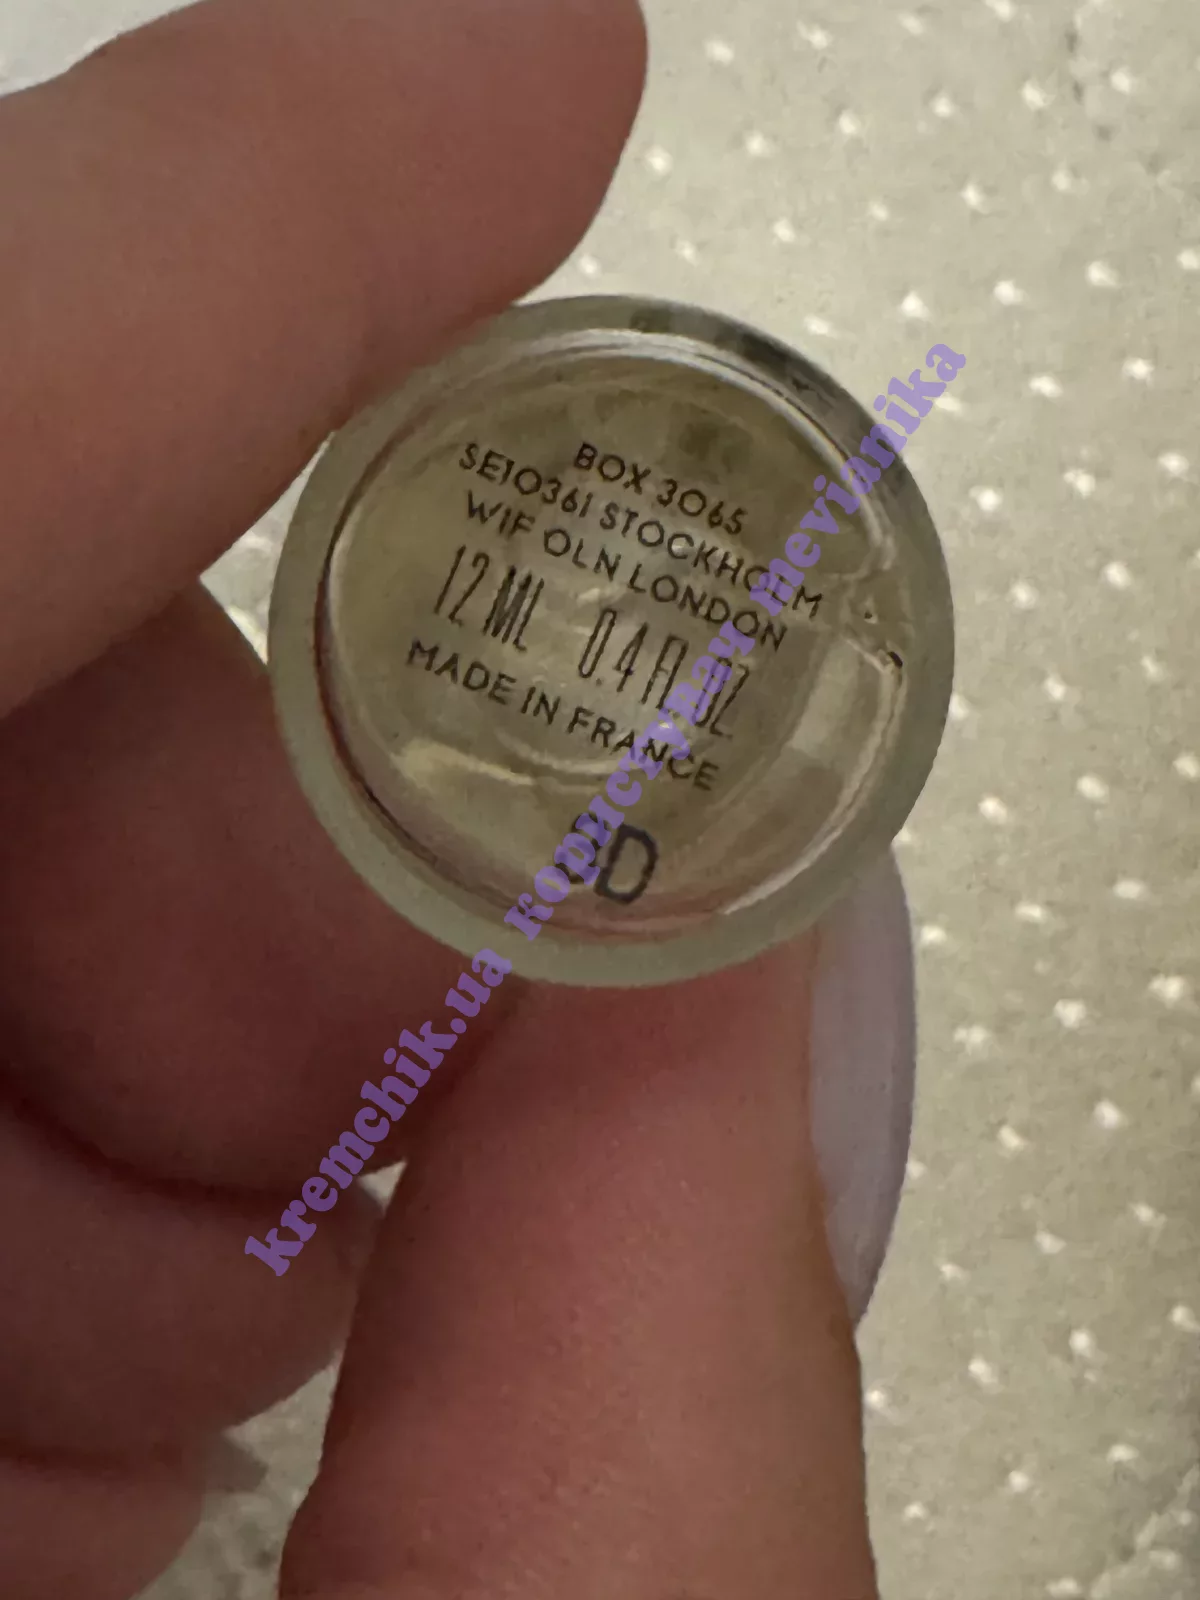 BOX 3065
SE10361 STOCKHOLM
WIF OLN LONDON
12 ML 0.4 FL OZ
MADE IN FRANCE
kremchik.ua користувач mevianika